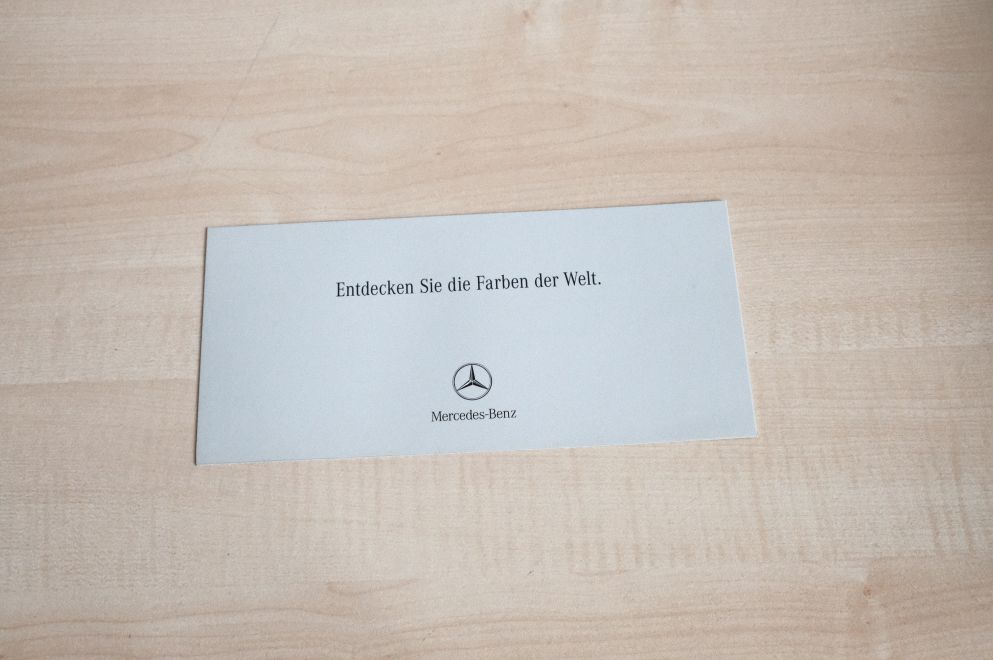 Entdecken Sie die Farben der Welt.
Mercedes-Benz